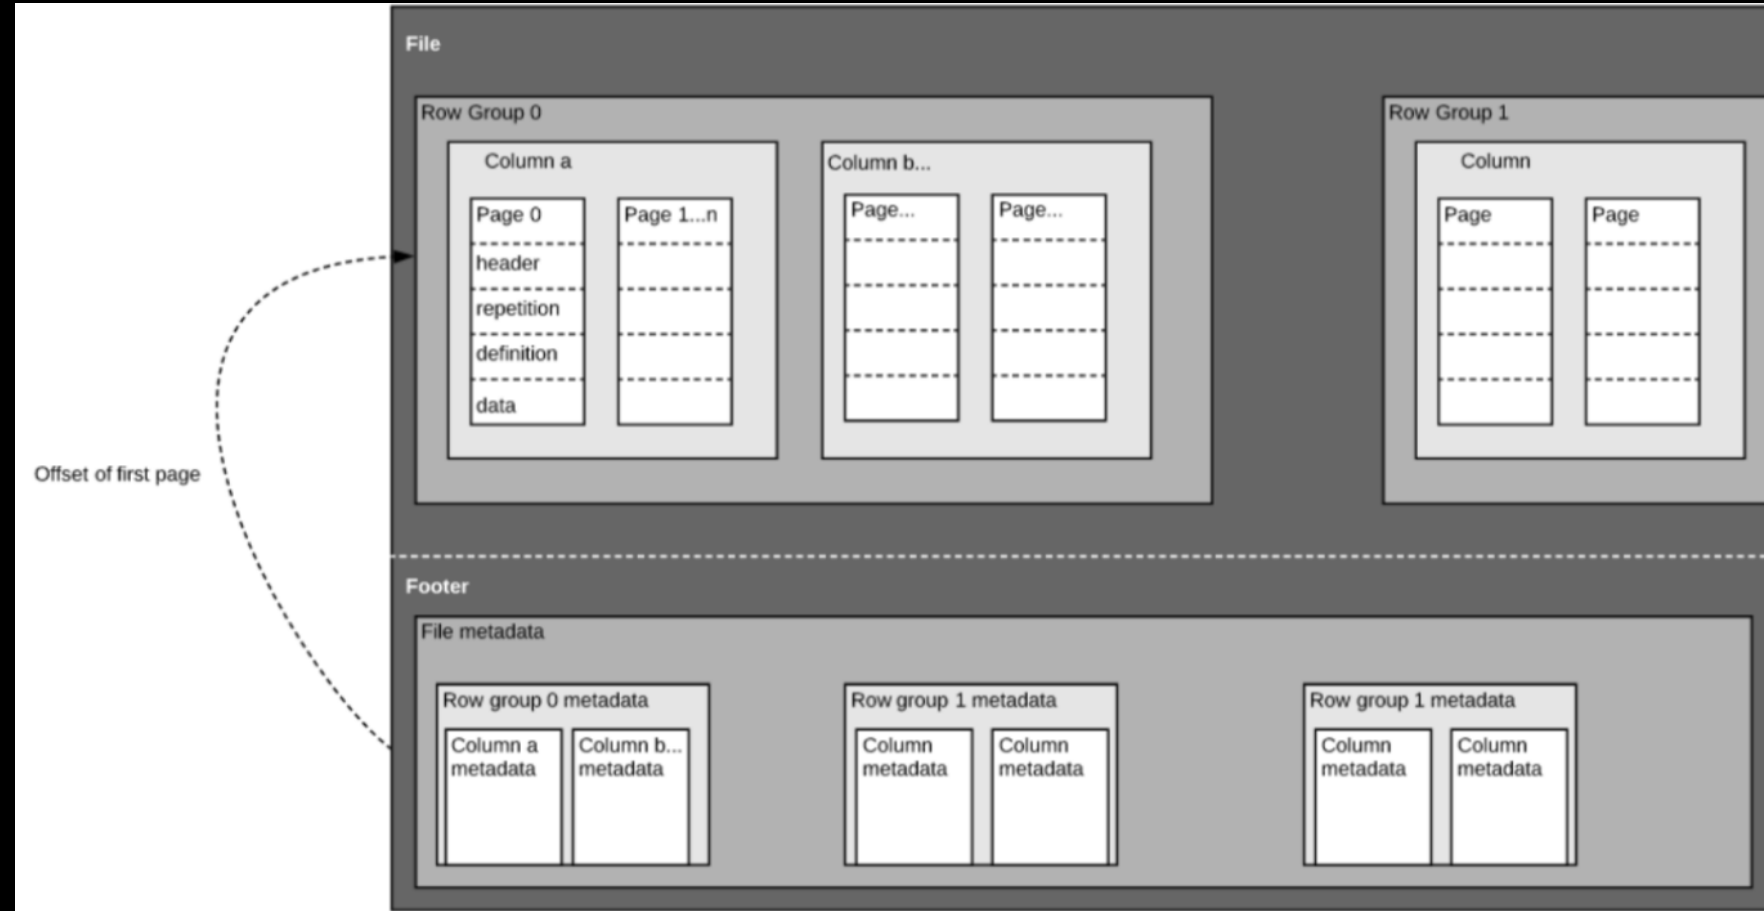 File
Row Group 0
Column a
Page 0
header
repetition
definition
data
Page 1...n
Column b...
Page...
Page...
Row Group 1
Column
Page
Page
Offset of first page
Footer
File metadata
Row group 0 metadata
Column a
metadata
Column b...
metadata
Row group 1 metadata
Column
metadata
Column
metadata
Row group 1 metadata
Column
metadata
Column
metadata